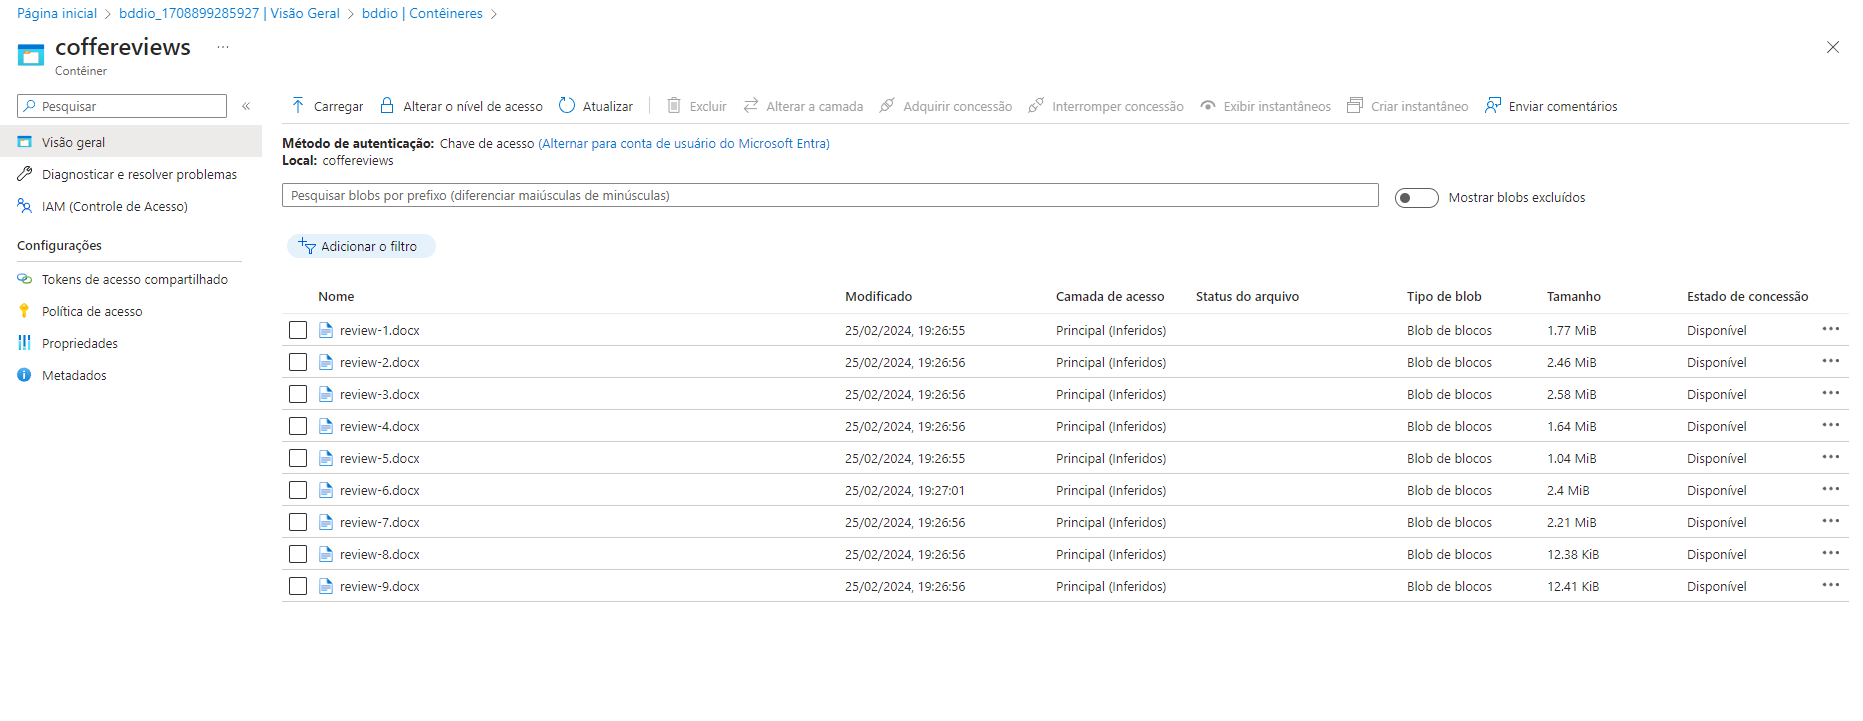 Página inicial > bddio_1708899285927 | Visão Geral > bddio | Contêineres >
coffereviews ...
Contêiner
Pesquisar «
Carregar Alterar o nível de acesso Atualizar Excluir Alterar a camada Adquirir concessão Interromper concessão Exibir instantâneos Criar instantâneo Enviar comentários
Visão geral
Diagnosticar e resolver problemas
IAM (Controle de Acesso)
Configurações
Tokens de acesso compartilhado
Política de acesso
Propriedades
Metadados
Método de autenticação: Chave de acesso (Alternar para conta de usuário do Microsoft Entra)
Local: coffereviews
Pesquisar blobs por prefixo (diferenciar maiúsculas de minúsculas)
Mostrar blobs excluídos
Adicionar o filtro
Nome Modificado Camada de acesso Status do arquivo Tipo de blob Tamanho Estado de concessão
review-1.docx 25/02/2024, 19:26:55 Principal (Inferidos) Blob de blocos 1.77 MiB Disponível ...
review-2.docx 25/02/2024, 19:26:56 Principal (Inferidos) Blob de blocos 2.46 MiB Disponível ...
review-3.docx 25/02/2024, 19:26:56 Principal (Inferidos) Blob de blocos 2.58 MiB Disponível ...
review-4.docx 25/02/2024, 19:26:56 Principal (Inferidos) Blob de blocos 1.64 MiB Disponível ...
review-5.docx 25/02/2024, 19:26:55 Principal (Inferidos) Blob de blocos 1.04 MiB Disponível ...
review-6.docx 25/02/2024, 19:27:01 Principal (Inferidos) Blob de blocos 2.4 MiB Disponível ...
review-7.docx 25/02/2024, 19:26:56 Principal (Inferidos) Blob de blocos 2.21 MiB Disponível ...
review-8.docx 25/02/2024, 19:26:56 Principal (Inferidos) Blob de blocos 12.38 KiB Disponível ...
review-9.docx 25/02/2024, 19:26:56 Principal (Inferidos) Blob de blocos 12.41 KiB Disponível ...